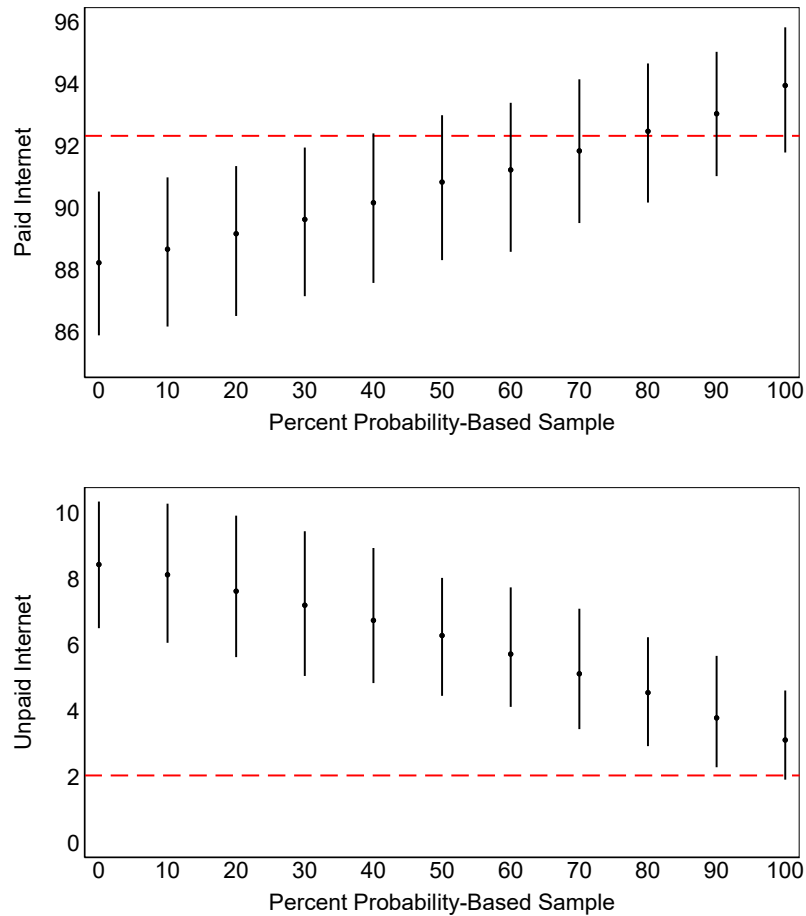 Paid Internet
96
94
92
90
88
86
0 10 20 30 40 50 60 70 80 90 100
Percent Probability-Based Sample
Unpaid Internet
10
8
6
4
2
0
0 10 20 30 40 50 60 70 80 90 100
Percent Probability-Based Sample